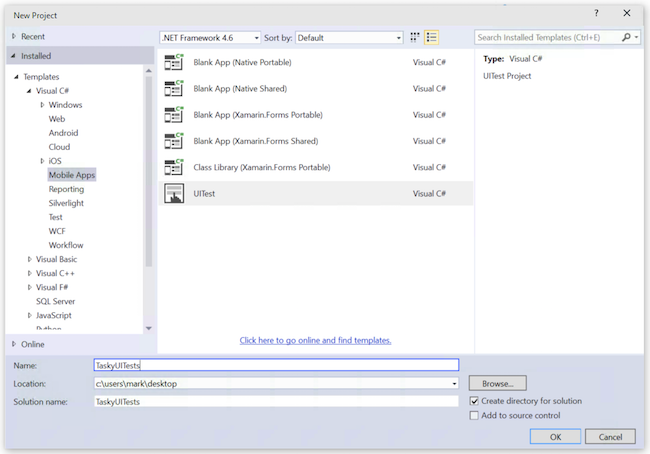 New Project
? 
Recent
.NET Framework 4.6 Sort by: Default
Search Installed Templates (Ctrl+E)
Installed
Templates
Visual C#
Windows
Web
Android
Cloud
iOS
Mobile Apps
Reporting
Silverlight
Test
WCF
Workflow
Visual Basic
Visual C++
Visual F#
SQL Server
JavaScript
Python
Online
Blank App (Native Portable) Visual C#
Blank App (Native Shared) Visual C#
Blank App (Xamarin.Forms Portable) Visual C#
Blank App (Xamarin.Forms Shared) Visual C#
Class Library (Xamarin.Forms Portable) Visual C#
UITest Visual C#
Click here to go online and find templates.
Type: Visual C#
UITest Project
Name: TaskyUITests
Location: c:\users\mark\desktop
Browse...
Solution name: TaskyUITests
Create directory for solution
Add to source control
OK Cancel